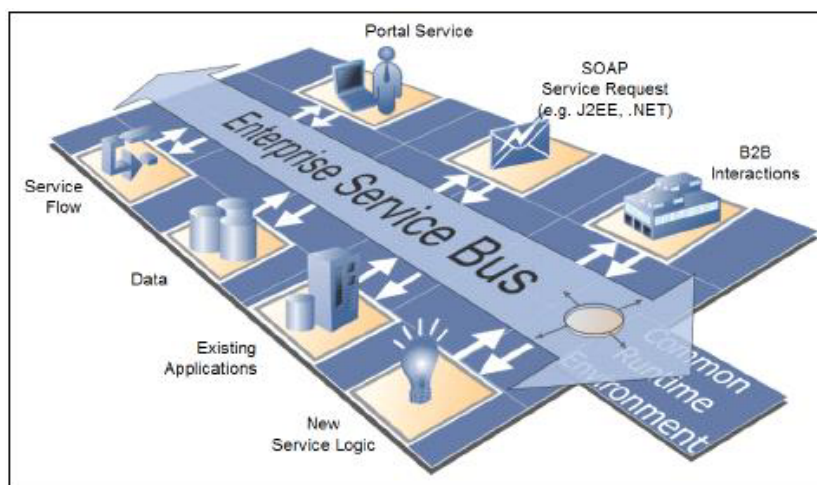 Portal Service
SOAP
Service Request
(e.g. J2EE, .NET)
B2B
Interactions
Enterprise Service Bus
Service
Flow
Data
Existing
Applications
New
Service Logic
Common
Runtime
Environment